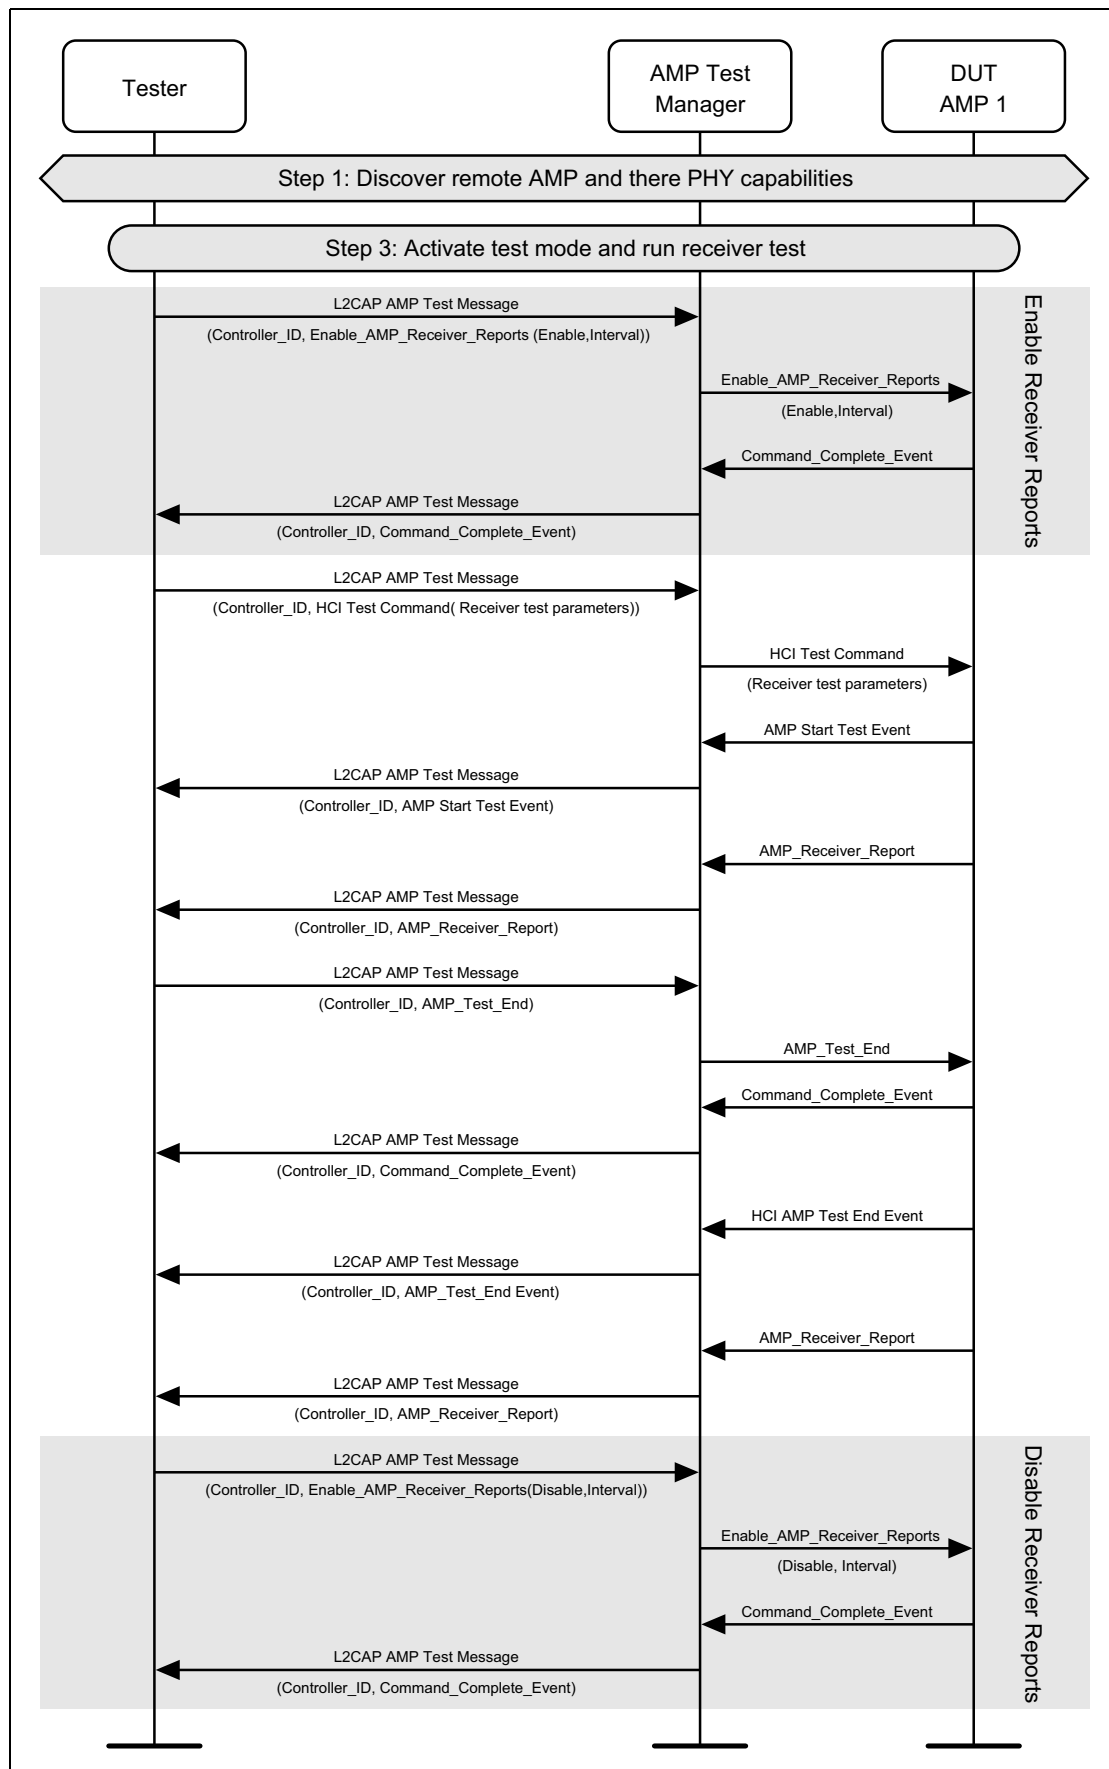 Tester
AMP Test
Manager
DUT
AMP 1
Step 1: Discover remote AMP and there PHY capabilities
Step 3: Activate test mode and run receiver test
Enable Receiver Reports
L2CAP AMP Test Message
(Controller_ID, Enable_AMP_Receiver_Reports (Enable,Interval))
Enable_AMP_Receiver_Reports
(Enable,Interval)
Command_Complete_Event
L2CAP AMP Test Message
(Controller_ID, Command_Complete_Event)
L2CAP AMP Test Message
(Controller_ID, HCI Test Command( Receiver test parameters))
HCI Test Command
(Receiver test parameters)
AMP Start Test Event
L2CAP AMP Test Message
(Controller_ID, AMP Start Test Event)
AMP_Receiver_Report
L2CAP AMP Test Message
(Controller_ID, AMP_Receiver_Report)
L2CAP AMP Test Message
(Controller_ID, AMP_Test_End)
AMP_Test_End
Command_Complete_Event
L2CAP AMP Test Message
(Controller_ID, Command_Complete_Event)
HCI AMP Test End Event
L2CAP AMP Test Message
(Controller_ID, AMP_Test_End Event)
AMP_Receiver_Report
L2CAP AMP Test Message
(Controller_ID, AMP_Receiver_Report)
Disable Receiver Reports
L2CAP AMP Test Message
(Controller_ID, Enable_AMP_Receiver_Reports(Disable,Interval))
Enable_AMP_Receiver_Reports
(Disable, Interval)
Command_Complete_Event
L2CAP AMP Test Message
(Controller_ID, Command_Complete_Event)